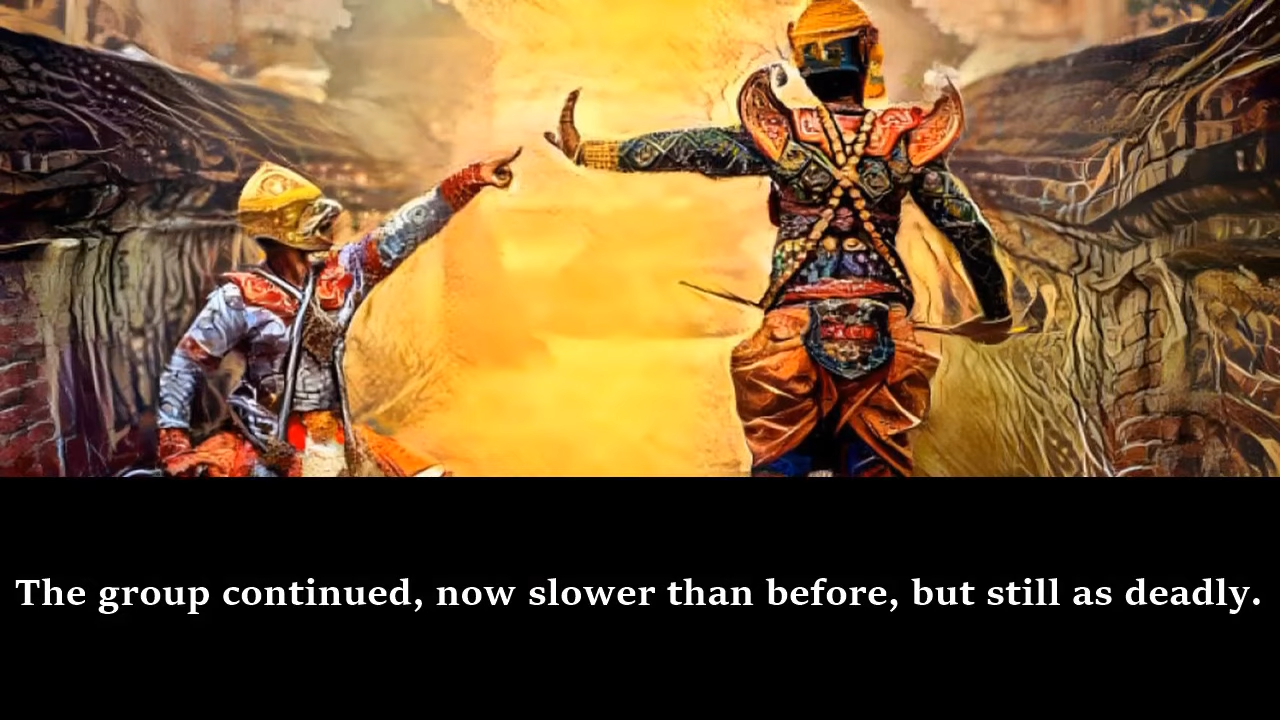 The group continued, now slower than before, but still as deadly.